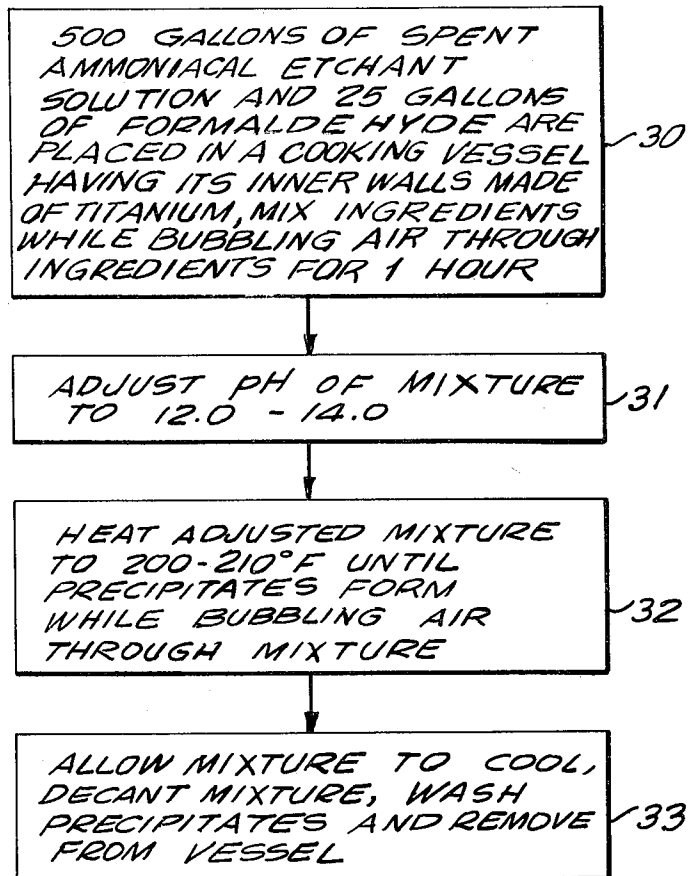 500 GALLONS OF SPENT
AMMONIACAL ETCHANT
SOLUTION AND 25 GALLONS
OF FORMALDEHYDE ARE
PLACED IN A COOKING VESSEL
HAVING ITS INNER WALLS MADE
OF TITANIUM, MIX INGREDIENTS
WHILE BUBBLING AIR THROUGH
INGREDIENTS FOR 1 HOUR
30
ADJUST PH OF MIXTURE
TO 12.0 - 14.0
31
HEAT ADJUSTED MIXTURE
TO 200-210°F UNTIL
PRECIPITATES FORM
WHILE BUBBLING AIR
THROUGH MIXTURE
32
ALLOW MIXTURE TO COOL,
DECANT MIXTURE, WASH
PRECIPITATES AND REMOVE
FROM VESSEL
33